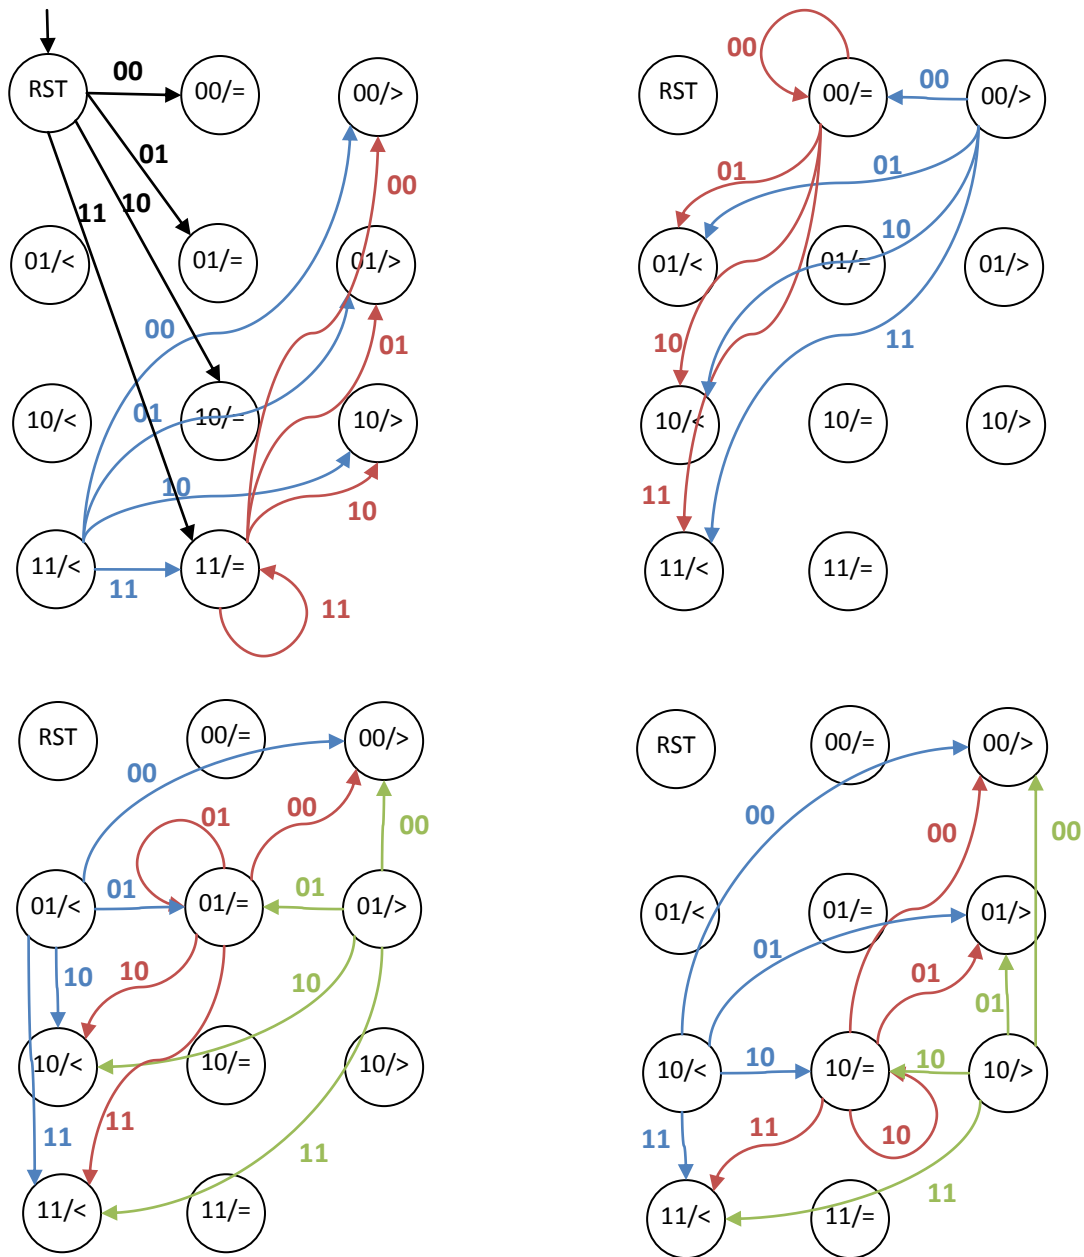 00
RST 00/= 00/>
01
00
11 10
01/< 01/= 01/>
00 01
10/< 01 10/= 10/>
10 10
11/< 11/=
11 11
00
RST 00/= 00 00/>
01 01
10
01/< 01/= 01/>
10 11
10/< 10/= 10/>
11
11/< 11/=
RST 00/= 00/>
00
01 00 00
01/< 01 01/= 01 01/>
10 10 10
10/< 10/= 10/>
11 11
11
11/< 11/=
RST 00/= 00/>
00 00 00
01/< 01/= 01/>
01 01 01
10/< 10 10/= 10 10/>
11 11 10
11
11/< 11/=